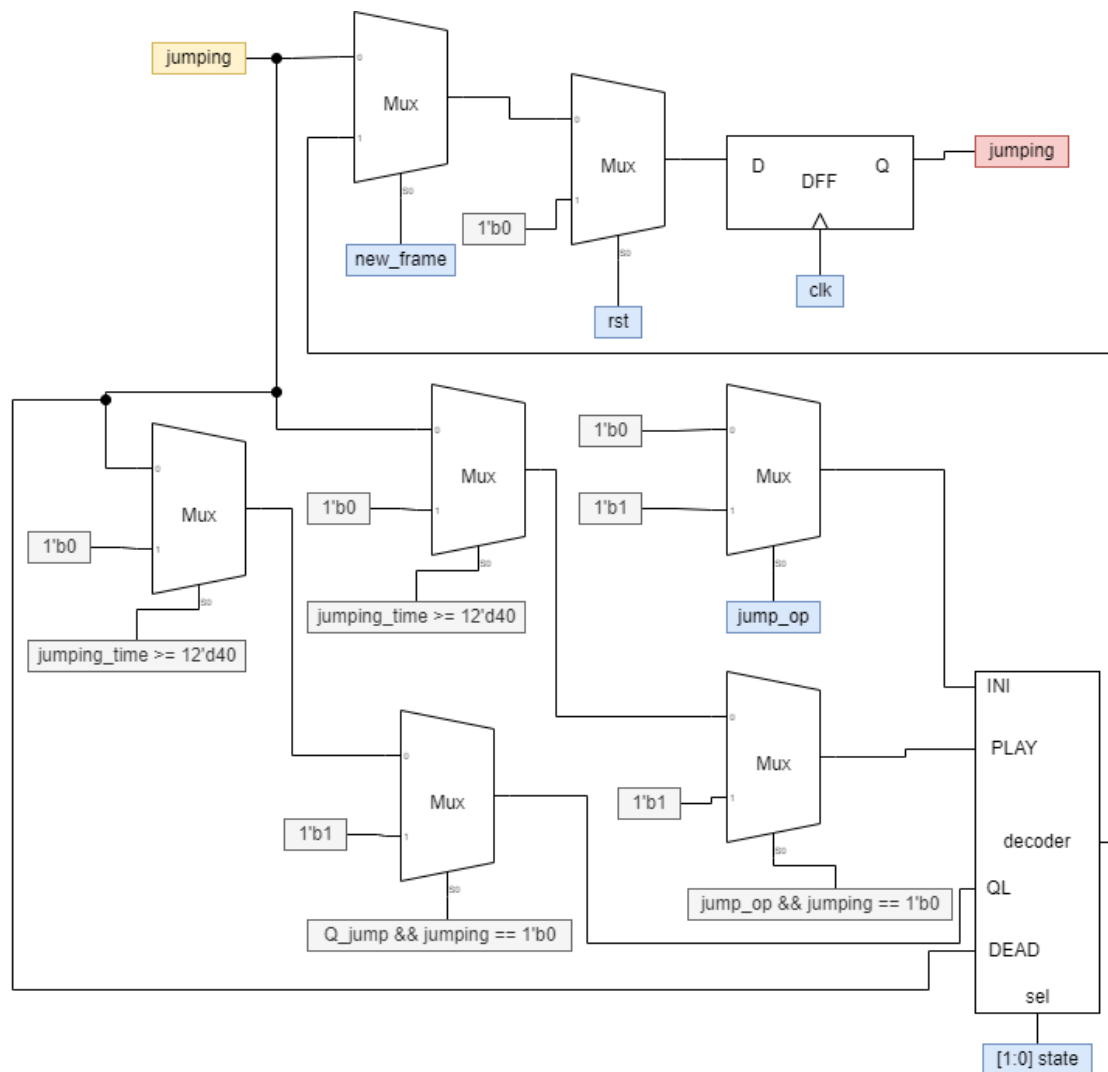 jumping
0
Mux
1
S0
new_frame
0
Mux
1
1'b0
S0
rst
D
Q
DFF
clk
jumping
0
Mux
1
1'b0
S0
jumping_time >= 12'd40
0
Mux
1
1'b0
S0
jumping_time >= 12'd40
1'b0
0
Mux
1'b1
1
S0
jump_op
0
Mux
1'b1
1
S0
Q_jump && jumping == 1'b0
0
Mux
1'b1
1
S0
jump_op && jumping == 1'b0
INI
PLAY
decoder
QL
DEAD
sel
[1:0] state